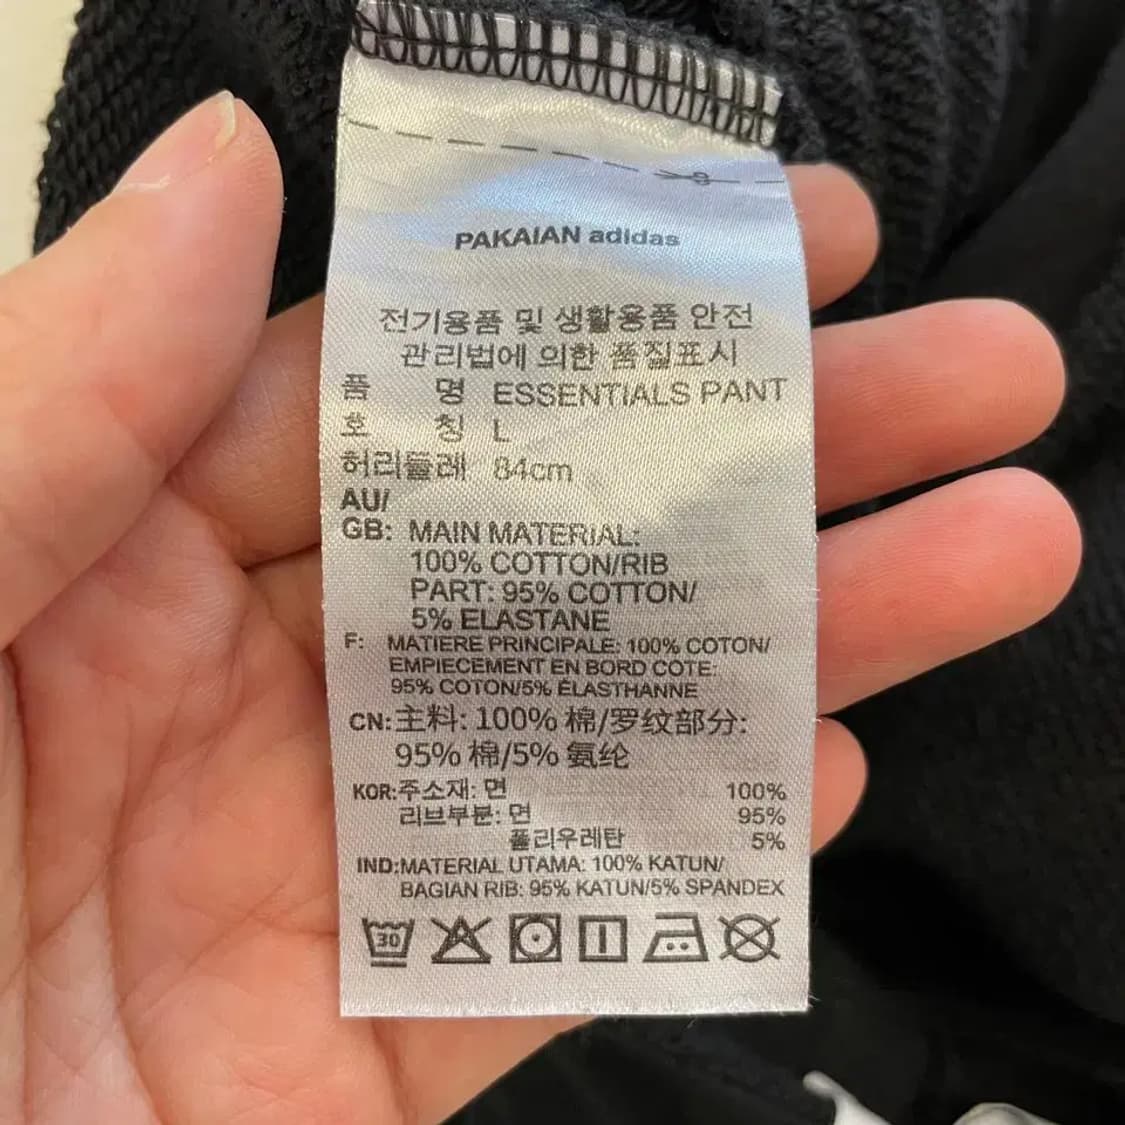 PAKAIAN adidas
전기용품 및 생활용품 안전
관리법에 의한 품질표시
품 명 ESSENTIALS PANT
호 칭 L
허리둘레 84cm
AU/
GB: MAIN MATERIAL:
100% COTTON/RIB
PART: 95% COTTON/
5% ELASTANE
F: MATIERE PRINCIPALE: 100% COTON/
EMPIECEMENT EN BORD COTE:
95% COTON/5% ÉLASTHANNE
CN: 主料: 100% 棉/罗纹部分:
95% 棉/5% 氨纶
KOR: 주소재: 면 100%
리브부분: 면 95%
폴리우레탄 5%
IND: MATERIAL UTAMA: 100% KATUN/
BAGIAN RIB: 95% KATUN/5% SPANDEX
30